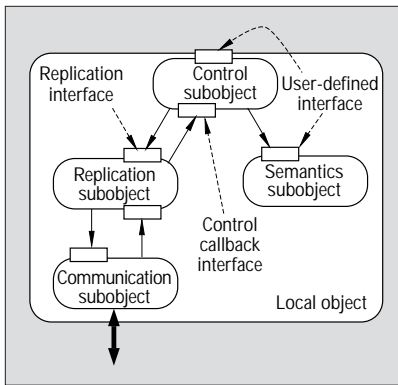 Replication
interface
Control
subobject
User-defined
interface
Replication
subobject
Semantics
subobject
Control
callback
interface
Communication
subobject
Local object